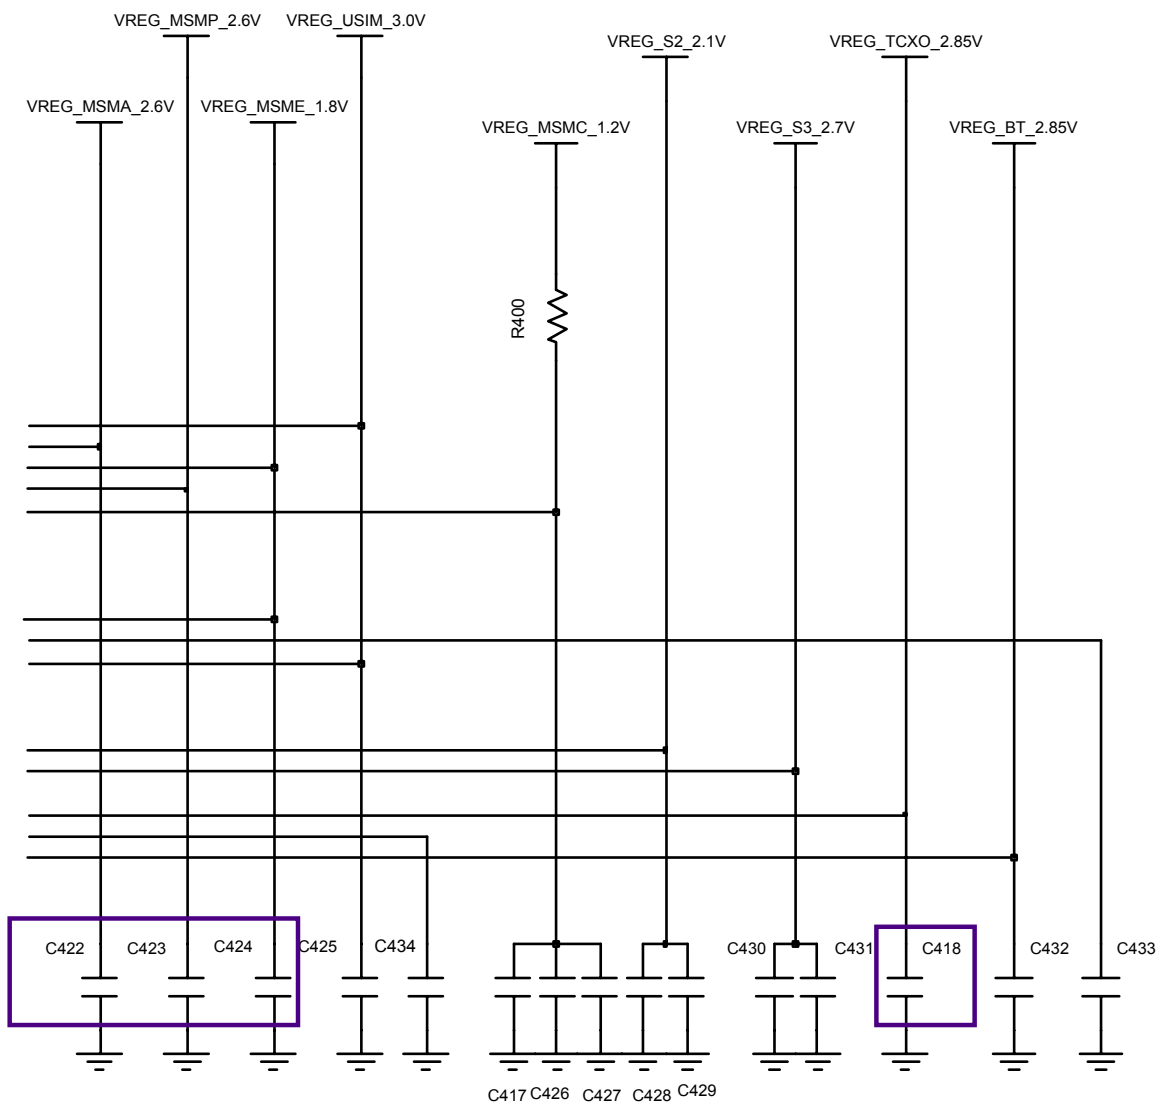 VREG_MSMP_2.6V VREG_USIM_3.0V
VREG_S2_2.1V VREG_TCXO_2.85V
VREG_MSMA_2.6V VREG_MSME_1.8V
VREG_MSMC_1.2V VREG_S3_2.7V VREG_BT_2.85V
R400
C422 C423 C424 C425 C434 C430 C431 C418 C432 C433
C417 C426 C427 C428 C429